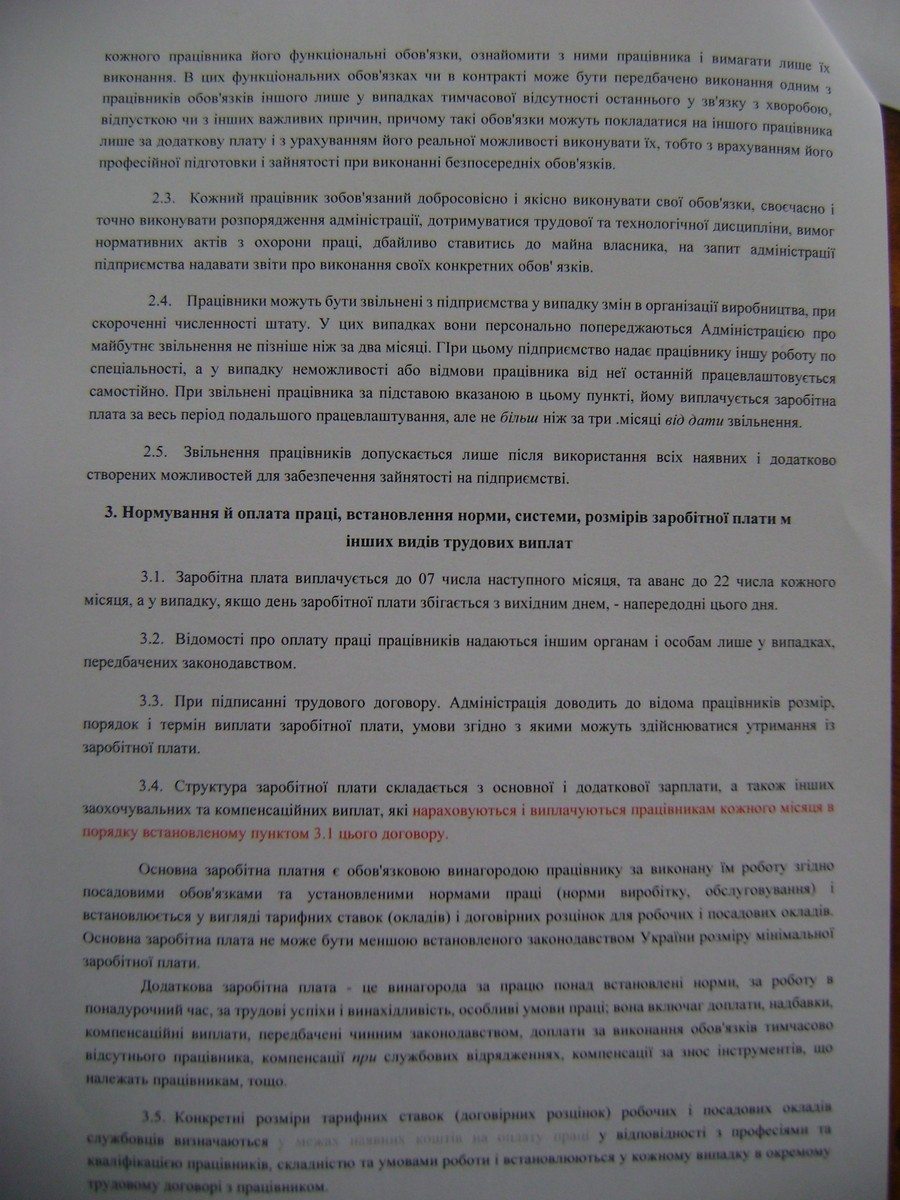 кожного працівника його функціональні обов'язки, ознайомити з ними працівника і вимагати лише їх
виконання. В цих функціональних обов'язках чи в контракті може бути передбачено виконання одним з
працівників обов'язків іншого лише у випадках тимчасової відсутності останнього у зв'язку з хворобою,
відпусткою чи з інших важливих причин, причому такі обов'язки можуть покладатися на іншого працівника
лише за додаткову плату і з урахуванням його реальної можливості виконувати їх, тобто з врахуванням його
професійної підготовки і зайнятості при виконанні безпосередніх обов'язків.
2.3. Кожний працівник зобов'язаний добросовісно і якісно виконувати свої обов'язки, своєчасно і
точно виконувати розпорядження адміністрації, дотримуватися трудової та технологічної дисципліни, вимог
нормативних актів з охорони праці, дбайливо ставитись до майна власника, на запит адміністрації
підприємства надавати звіти про виконання своїх конкретних обов' язків.
2.4. Працівники можуть бути звільнені з підприємства у випадку змін в організації виробництва, при
скороченні численності штату. У цих випадках вони персонально попереджаються Адміністрацією про
майбутнє звільнення не пізніше ніж за два місяці. ГІри цьому підприємство надає працівнику іншу роботу по
спеціальності, а у випадку неможливості або відмови працівника від неї останній працевлаштовується
самостійно. При звільнені працівника за підставою вказаною в цьому пункті, йому виплачується заробітна
плата за весь період подальшого працевлаштування, але не більш ніж за три .місяці від дати звільнення.
2.5. Звільнення працівників допускається лише після використання всіх наявних і додатково
створених можливостей для забезпечення зайнятості на підприємстві.
3. Нормування й оплата праці, встановлення норми, системи, розмірів заробітної плати м
інших видів трудових виплат
3.1. Заробітна плата виплачується до 07 числа наступного місяця, та аванс до 22 числа кожного
місяця, а у випадку, якщо день заробітної плати збігається з вихідним днем, - напередодні цього дня.
3.2. Відомості про оплату праці працівників надаються іншим органам і особам лише у випадках,
передбачених законодавством.
3.3. При підписанні трудового договору. Адміністрація доводить до відома працівників розмір,
порядок і термін виплати заробітної плати, умови згідно з якими можуть здійснюватися утримання із
заробітної плати.
3.4. Структура заробітної плати складається з основної і додаткової зарплати, а також інших
заохочувальних та компенсаційних виплат, які нараховуються і виплачуються працівникам кожного місяця в
порядку встановленому пунктом 3.1 цього договору.
Основна заробітна платня є обов'язковою винагородою працівнику за виконану їм роботу згідно
посадовими обов'язками та установленими нормами праці (норми виробітку, обслуговування) і
встановлюється у вигляді тарифних ставок (окладів) і договірних розцінок для робочих і посадових окладів.
Основна заробітна плата не може бути меншою встановленого законодавством України розміру мінімальної
заробітної плати.
Додаткова заробітна плата - це винагорода за працю понад встановлені норми, за роботу в
понадурочний час, за трудові успіхи і винахідливість, особливі умови праці; вона включаг доплати, надбавки,
компенсаційні виплати, передбачені чинним законодавством, доплати за виконання обов'язків тимчасово
відсутнього працівника, компенсації при службових відрядженнях, компенсації за знос інструментів, що
належать працівникам, тощо.
3.5. Конкретні розміри тарифних ставок (договірних розцінок) робочих і посадових окладів
службовців визначаються у межах наявних коштів на оплату праці у відповідності з професіями та
кваліфікацією працівників, складністю та умовами роботи і встановлюються у кожному випадку в окремому
трудовому договорі з працівником.